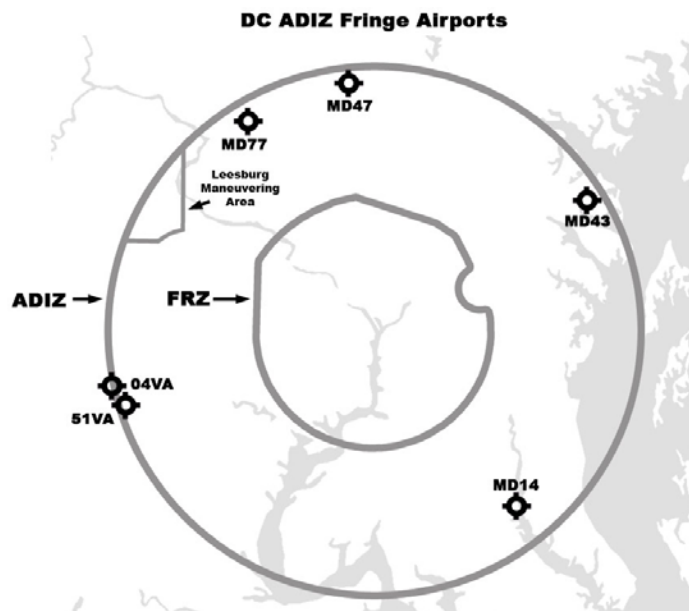 DC ADIZ Fringe Airports
MD47
MD77
Leesburg
Maneuvering
Area
MD43
ADIZ
FRZ
04VA
51VA
MD14